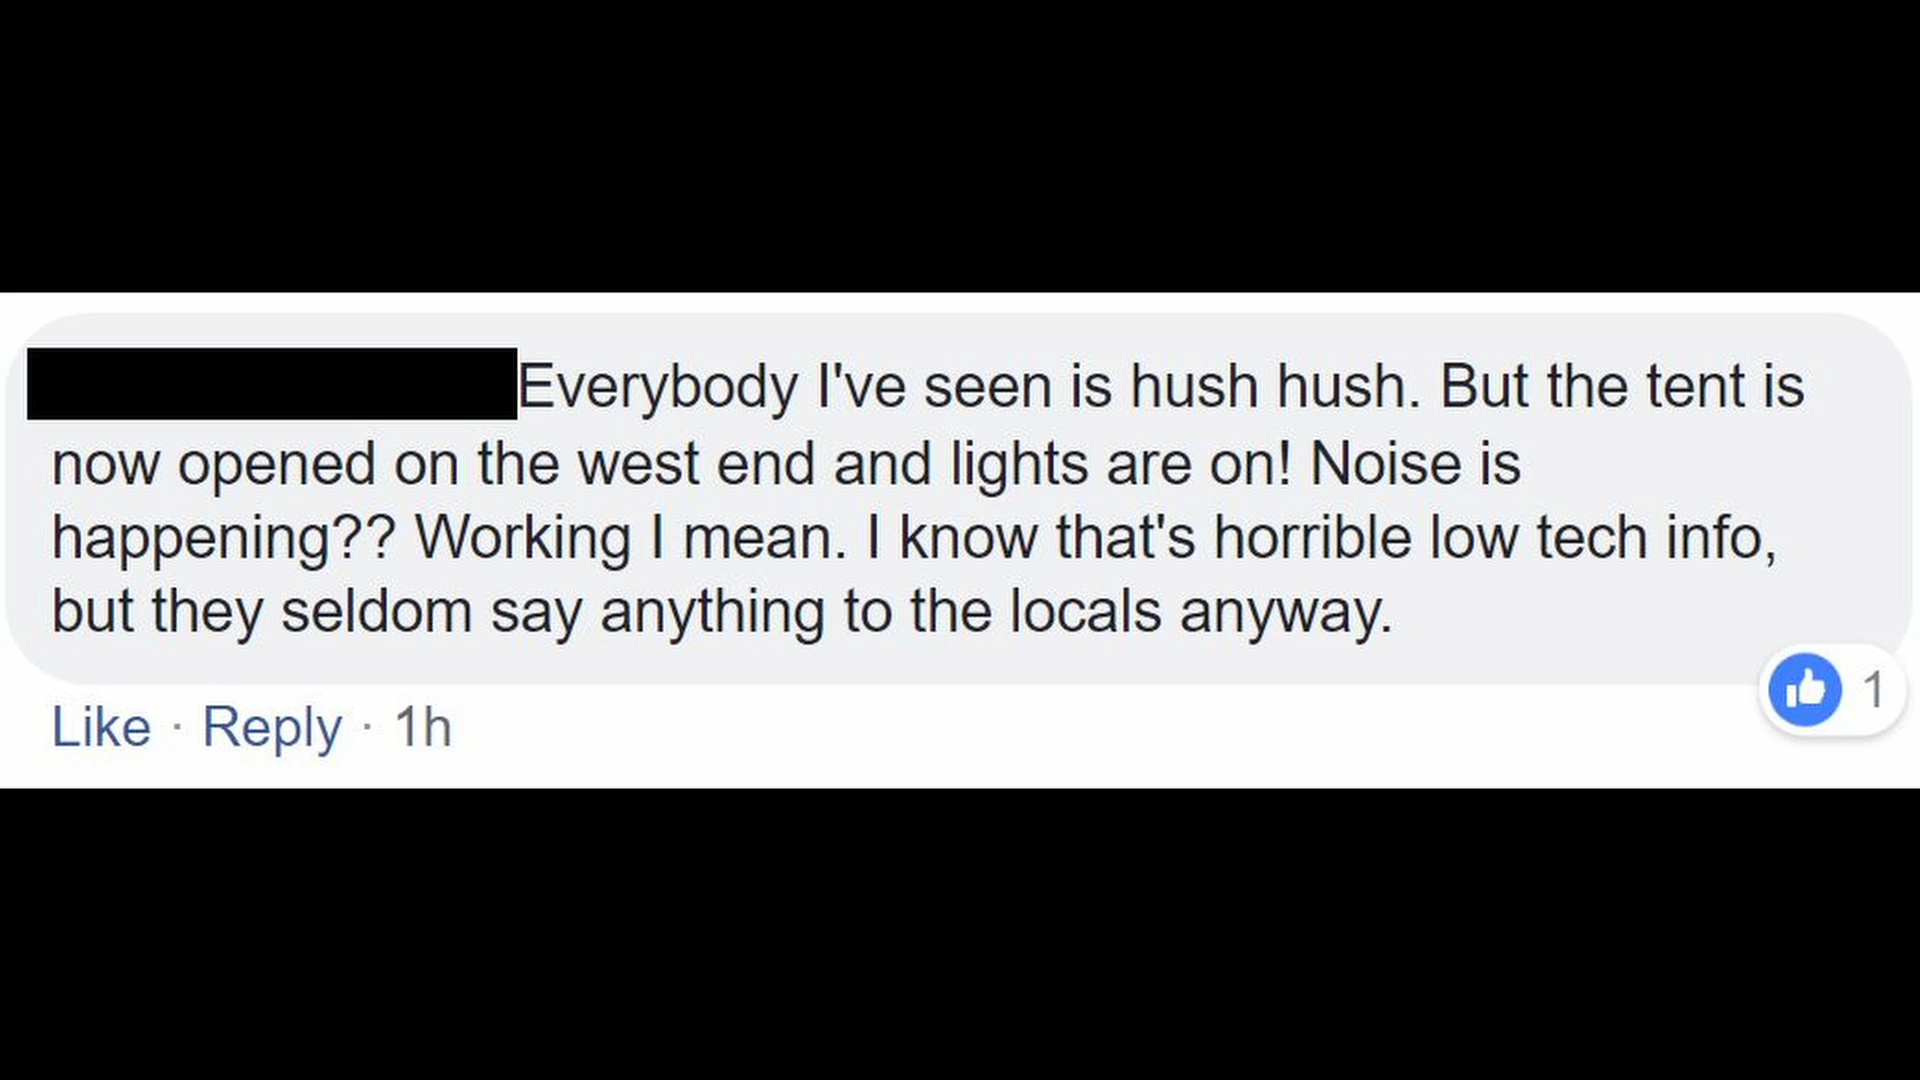 Everybody I've seen is hush hush. But the tent is
now opened on the west end and lights are on! Noise is
happening?? Working I mean. I know that's horrible low tech info,
but they seldom say anything to the locals anyway.
1
Like · Reply · 1h